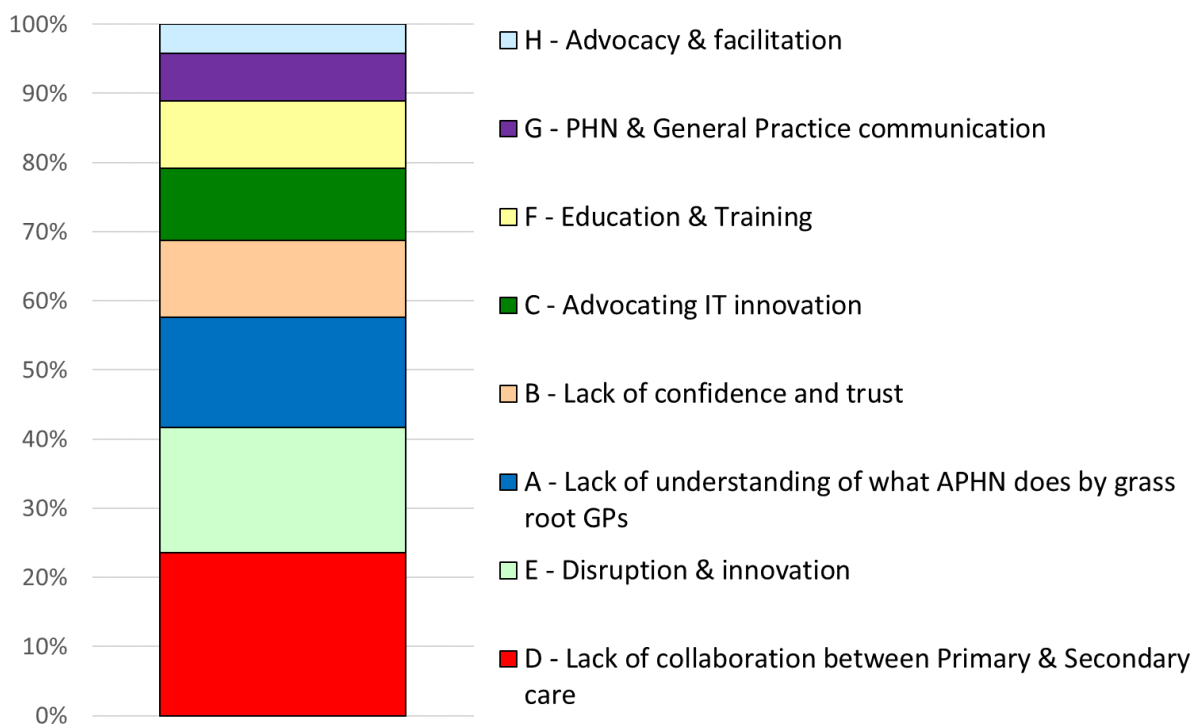 100%
90%
80%
70%
60%
50%
40%
30%
20%
10%
0%
H - Advocacy & facilitation
G - PHN & General Practice communication
F - Education & Training
C - Advocating IT innovation
B - Lack of confidence and trust
A - Lack of understanding of what APHN does by grass
root GPs
E - Disruption & innovation
D - Lack of collaboration between Primary & Secondary
care